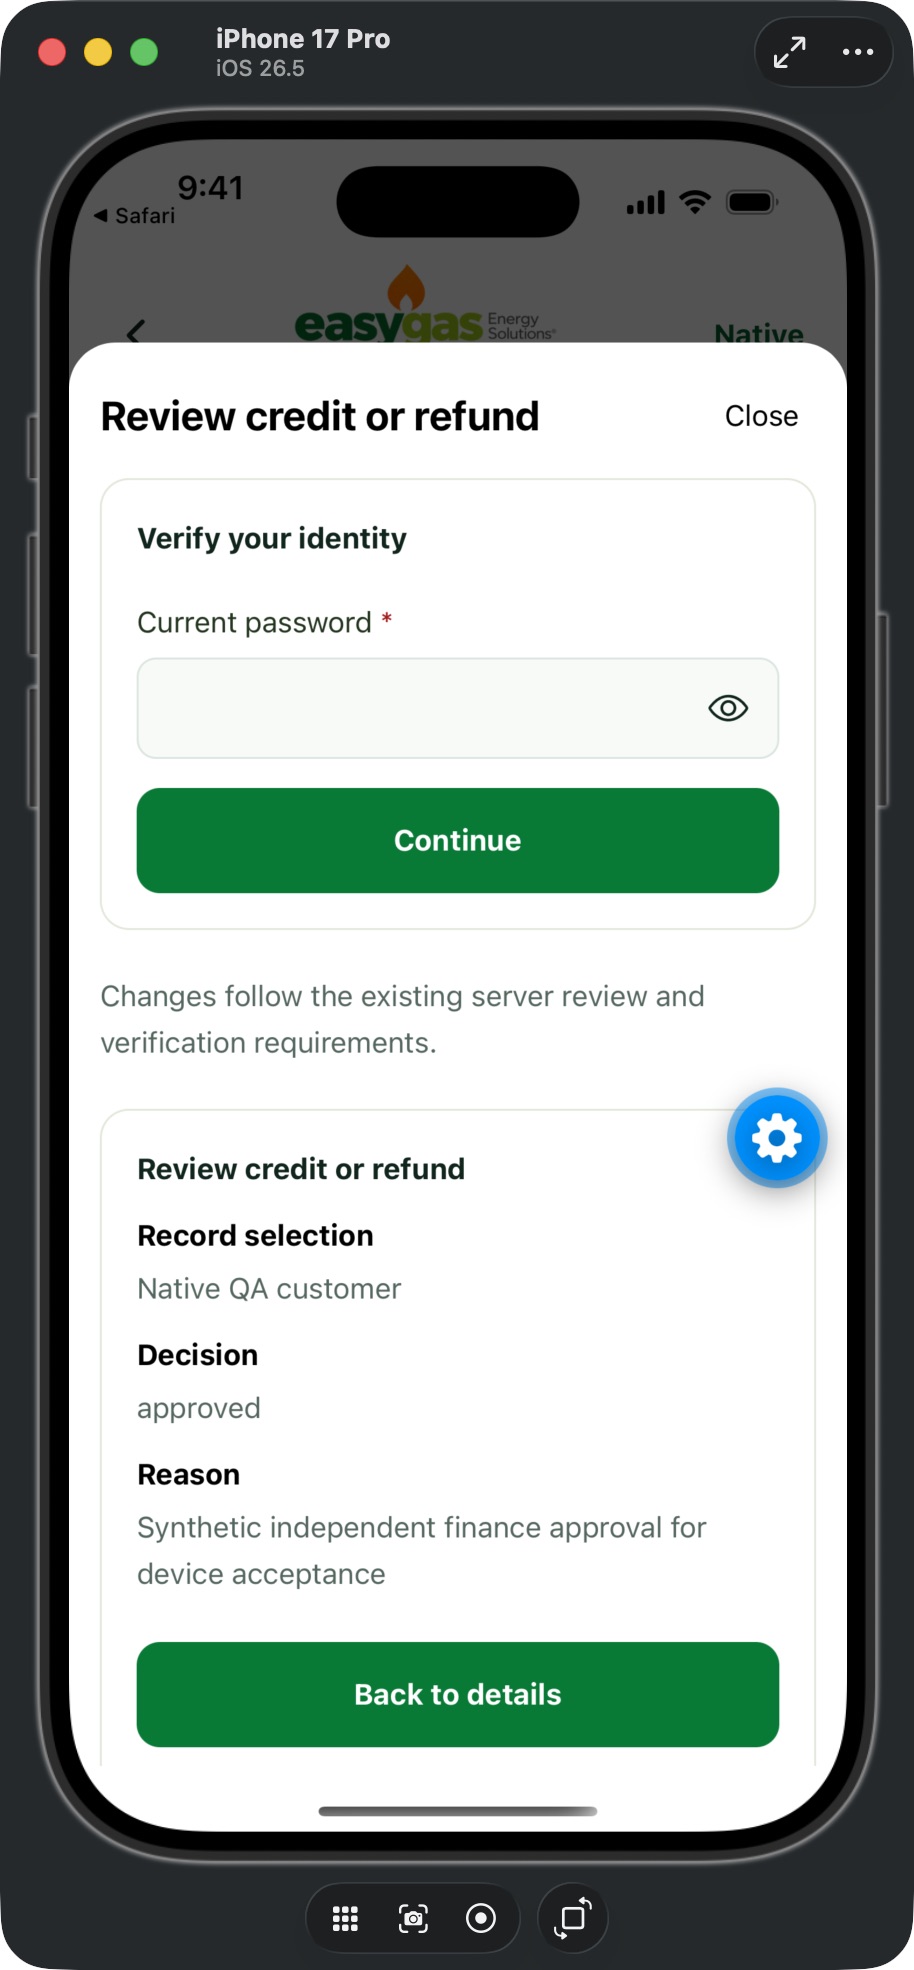 iPhone 17 Pro
iOS 26.5
9:41
◀ Safari
easygas Energy Solutions®
Native
Review credit or refund
Close
Verify your identity
Current password *
Continue
Changes follow the existing server review and
verification requirements.
Review credit or refund
Record selection
Native QA customer
Decision
approved
Reason
Synthetic independent finance approval for
device acceptance
Back to details